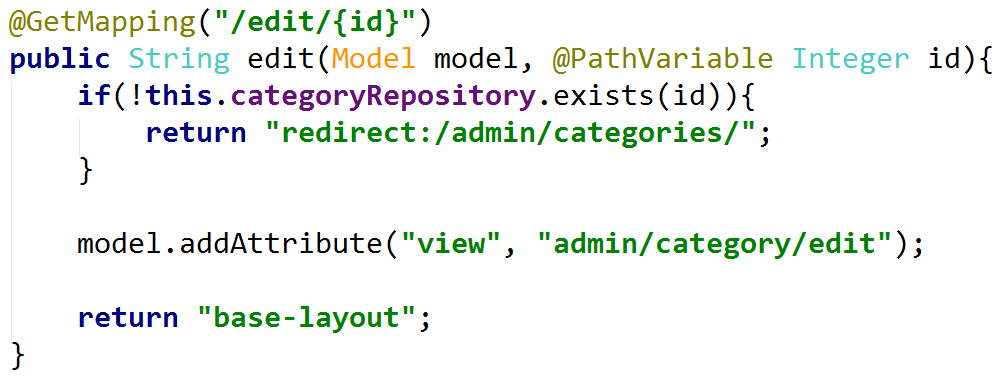 @GetMapping("/edit/{id}")
public String edit(Model model, @PathVariable Integer id){
    if(!this.categoryRepository.exists(id)){
        return "redirect:/admin/categories/";
    }

    model.addAttribute("view", "admin/category/edit");

    return "base-layout";
}